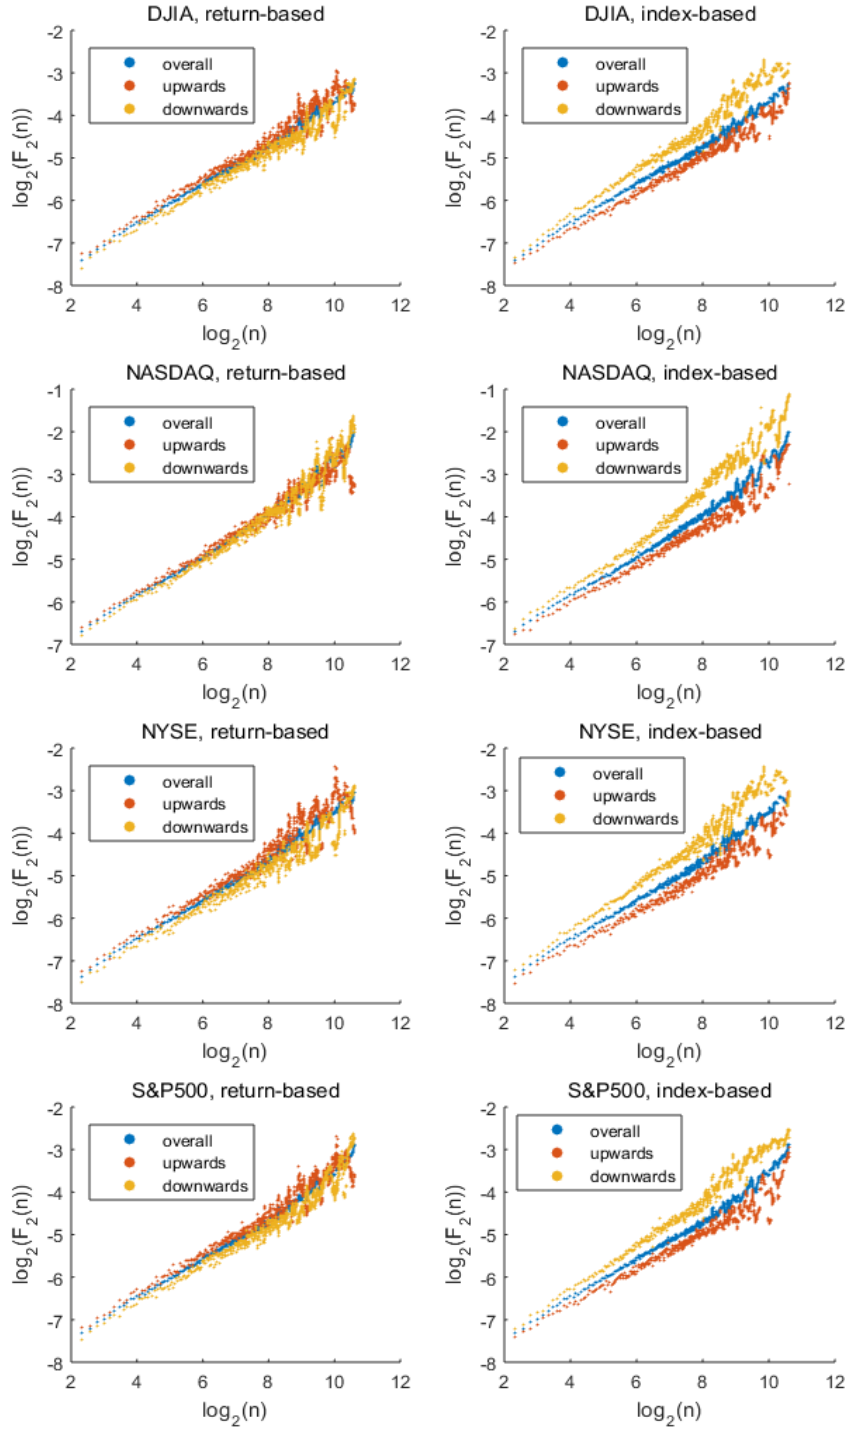 DJIA, return-based
-2
-3
-4
-5
-6
-7
-8
log2(F2(n))
overall
upwards
downwards
2 4 6 8 10 12
log2(n)
DJIA, index-based
-2
-3
-4
-5
-6
-7
-8
log2(F2(n))
overall
upwards
downwards
2 4 6 8 10 12
log2(n)
NASDAQ, return-based
-1
-2
-3
-4
-5
-6
-7
log2(F2(n))
overall
upwards
downwards
2 4 6 8 10 12
log2(n)
NASDAQ, index-based
-1
-2
-3
-4
-5
-6
-7
log2(F2(n))
overall
upwards
downwards
2 4 6 8 10 12
log2(n)
NYSE, return-based
-2
-3
-4
-5
-6
-7
-8
log2(F2(n))
overall
upwards
downwards
2 4 6 8 10 12
log2(n)
NYSE, index-based
-2
-3
-4
-5
-6
-7
-8
log2(F2(n))
overall
upwards
downwards
2 4 6 8 10 12
log2(n)
S&P500, return-based
-2
-3
-4
-5
-6
-7
-8
log2(F2(n))
overall
upwards
downwards
2 4 6 8 10 12
log2(n)
S&P500, index-based
-2
-3
-4
-5
-6
-7
-8
log2(F2(n))
overall
upwards
downwards
2 4 6 8 10 12
log2(n)